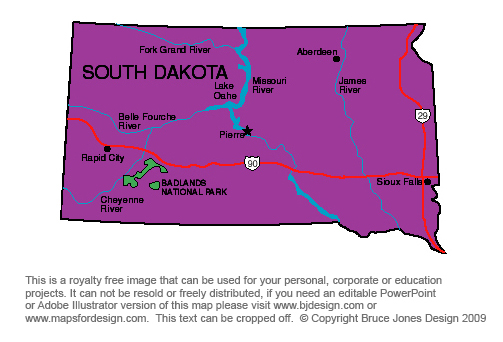 Fork Grand River
Aberdeen
SOUTH DAKOTA
Lake
Oahe
Missouri
River
James
River
Belle Fourche
River
29
Pierre
Rapid City
90
BADLANDS
NATIONAL PARK
Sioux Falls
Cheyenne
River
This is a royalty free image that can be used for your personal, corporate or education
projects. It can not be resold or freely distributed, if you need an editable PowerPoint
or Adobe Illustrator version of this map please visit www.bjdesign.com or
www.mapsfordesign.com. This text can be cropped off. © Copyright Bruce Jones Design 2009